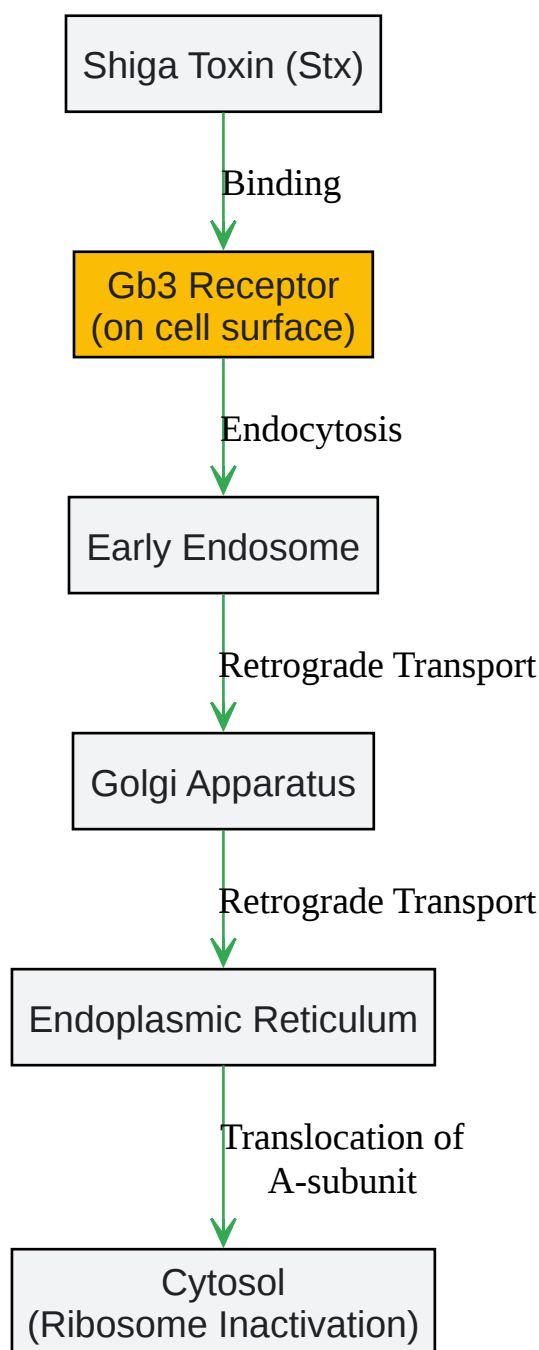 Shiga Toxin (Stx)
Binding
Gb3 Receptor
(on cell surface)
Endocytosis
Early Endosome
Retrograde Transport
Golgi Apparatus
Retrograde Transport
Endoplasmic Reticulum
Translocation of
A-subunit
Cytosol
(Ribosome Inactivation)